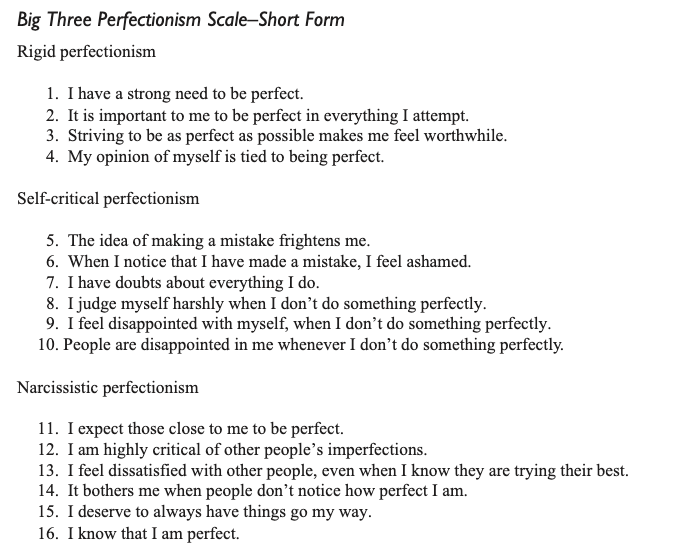 Big Three Perfectionism Scale–Short Form
Rigid perfectionism
1. I have a strong need to be perfect.
2. It is important to me to be perfect in everything I attempt.
3. Striving to be as perfect as possible makes me feel worthwhile.
4. My opinion of myself is tied to being perfect.
Self-critical perfectionism
5. The idea of making a mistake frightens me.
6. When I notice that I have made a mistake, I feel ashamed.
7. I have doubts about everything I do.
8. I judge myself harshly when I don’t do something perfectly.
9. I feel disappointed with myself, when I don’t do something perfectly.
10. People are disappointed in me whenever I don’t do something perfectly.
Narcissistic perfectionism
11. I expect those close to me to be perfect.
12. I am highly critical of other people’s imperfections.
13. I feel dissatisfied with other people, even when I know they are trying their best.
14. It bothers me when people don’t notice how perfect I am.
15. I deserve to always have things go my way.
16. I know that I am perfect.